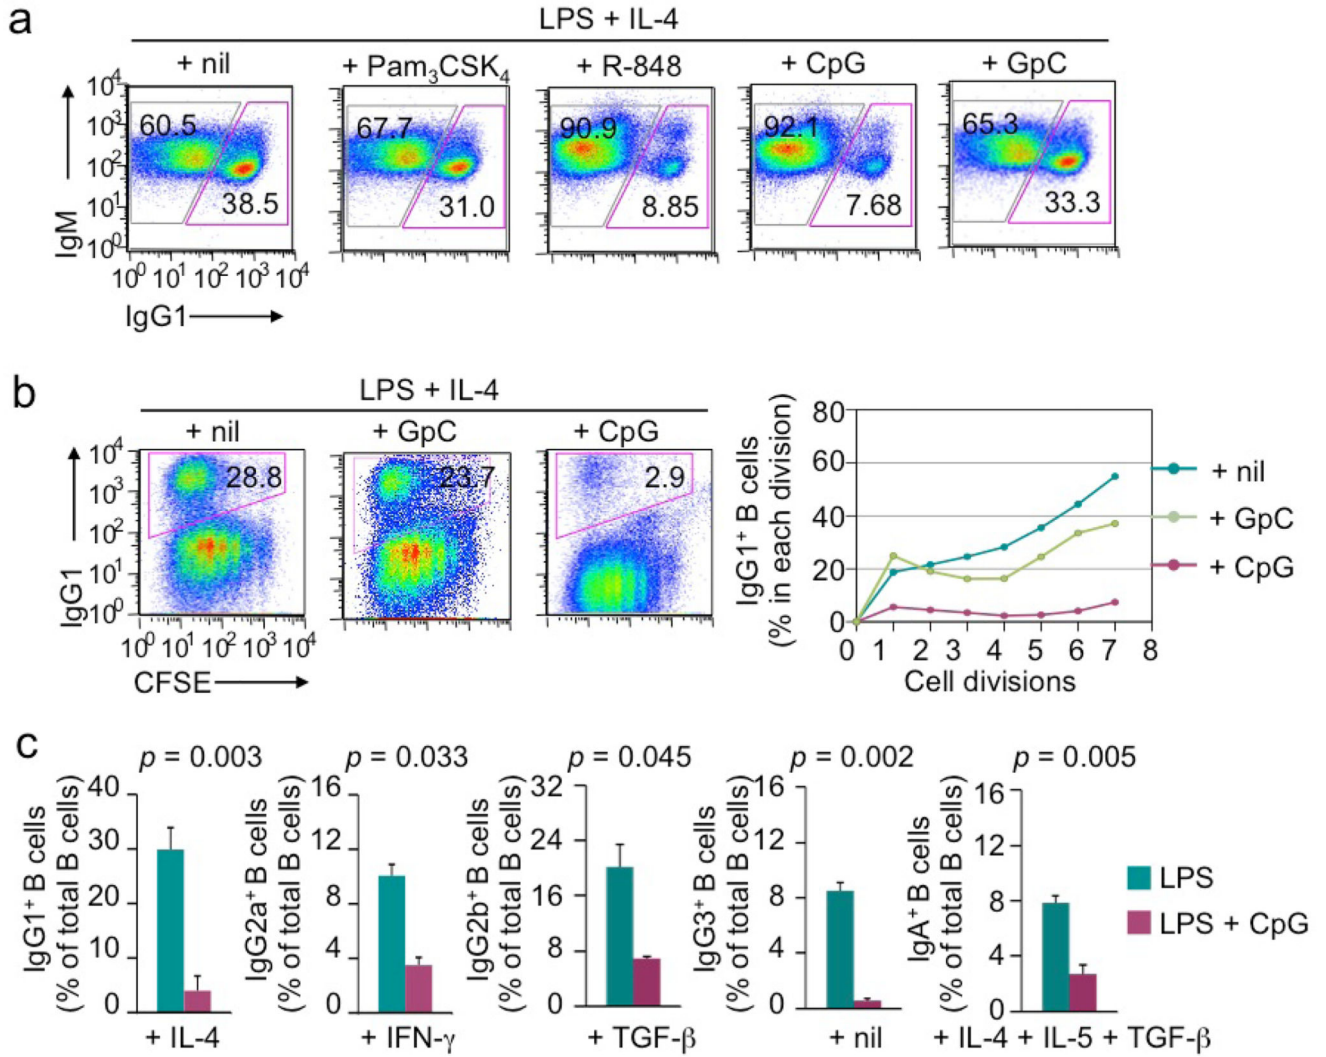 a
LPS + IL-4
+ nil
+ Pam3CSK4
+ R-848
+ CpG
+ GpC
10^4
10^3
10^2
10^1
10^0
IgM
60.5
38.5
67.7
31.0
90.9
8.85
92.1
7.68
65.3
33.3
10^0 10^1 10^2 10^3 10^4
IgG1
b
LPS + IL-4
+ nil
+ GpC
+ CpG
10^4
10^3
10^2
10^1
10^0
IgG1
28.8
23.7
2.9
10^0 10^1 10^2 10^3 10^4
CFSE
IgG1+ B cells
(% in each division)
80
60
40
20
0
0 1 2 3 4 5 6 7 8
Cell divisions
+ nil
+ GpC
+ CpG
c
p = 0.003
IgG1+ B cells
(% of total B cells)
40
30
20
10
0
+ IL-4
p = 0.033
IgG2a+ B cells
(% of total B cells)
16
12
8
4
0
+ IFN-γ
p = 0.045
IgG2b+ B cells
(% of total B cells)
32
24
16
8
0
+ TGF-β
p = 0.002
IgG3+ B cells
(% of total B cells)
16
12
8
4
0
+ nil
p = 0.005
IgA+ B cells
(% of total B cells)
16
12
8
4
0
+ IL-4 + IL-5 + TGF-β
LPS
LPS + CpG